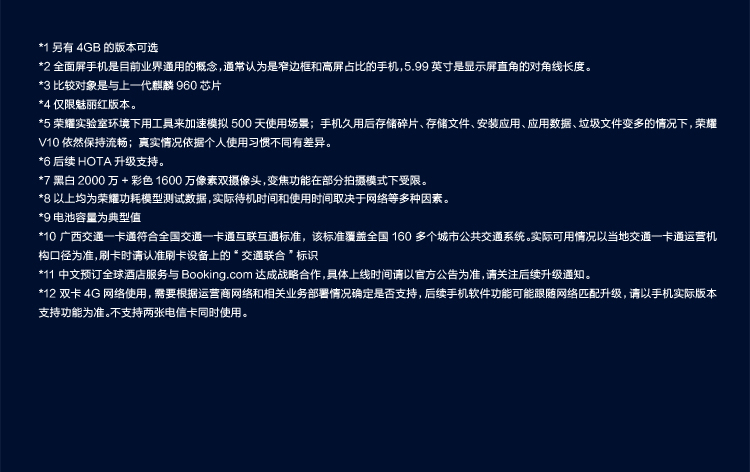 *1 另有 4GB 的版本可选
*2 全面屏手机是目前业界通用的概念，通常认为是窄边框和高屏占比的手机，5.99 英寸是显示屏直角的对角线长度。
*3 比较对象是与上一代麒麟 960 芯片
*4 仅限魅丽红版本。
*5 荣耀实验室环境下用工具来加速模拟 500 天使用场景；手机久用后存储碎片、存储文件、安装应用、应用数据、垃圾文件变多的情况下，荣耀
V10 依然保持流畅；真实情况依据个人使用习惯不同有差异。
*6 后续 HOTA 升级支持。
*7 黑白 2000 万 + 彩色 1600 万像素双摄像头，变焦功能在部分拍摄模式下受限。
*8 以上均为荣耀功耗模型测试数据，实际待机时间和使用时间取决于网络等多种因素。
*9 电池容量为典型值
*10 广西交通一卡通符合全国交通一卡通互联互通标准，该标准覆盖全国 160 多个城市公共交通系统。实际可用情况以当地交通一卡通运营机
构口径为准，刷卡时请认准刷卡设备上的“ 交通联合 ”标识
*11 中文预订全球酒店服务与 Booking.com 达成战略合作，具体上线时间请以官方公告为准，请关注后续升级通知。
*12 双卡 4G 网络使用，需要根据运营商网络和相关业务部署情况确定是否支持，后续手机软件功能可能跟随网络匹配升级，请以手机实际版本
支持功能为准。不支持两张电信卡同时使用。